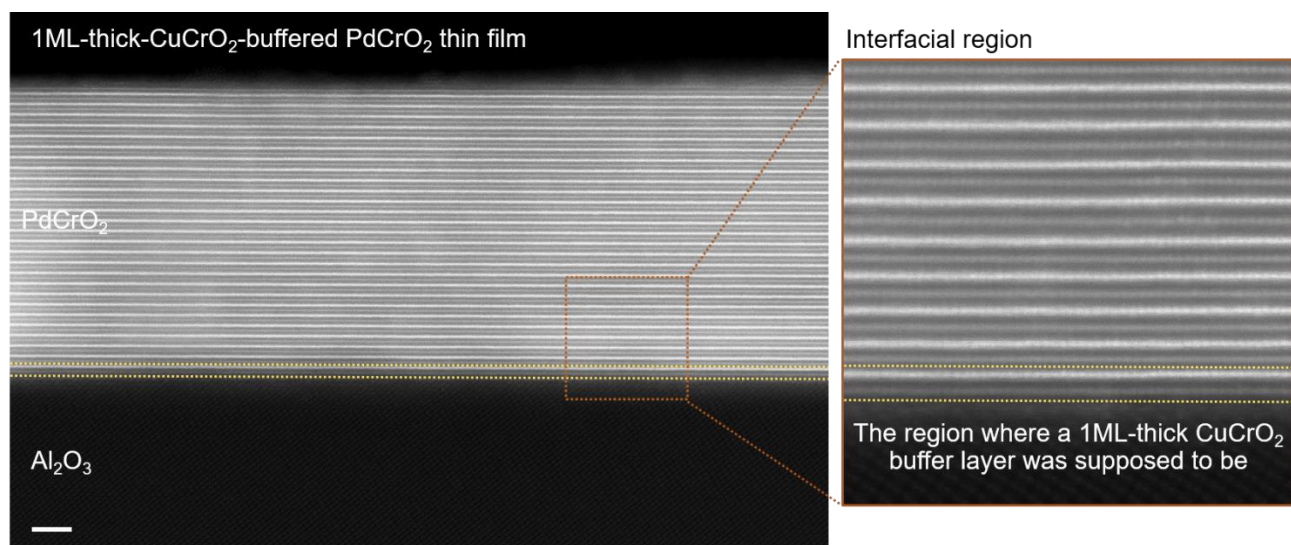 1ML-thick-CuCrO₂-buffered PdCrO₂ thin film
Interfacial region
PdCrO₂
Al₂O₃
The region where a 1ML-thick CuCrO₂
buffer layer was supposed to be